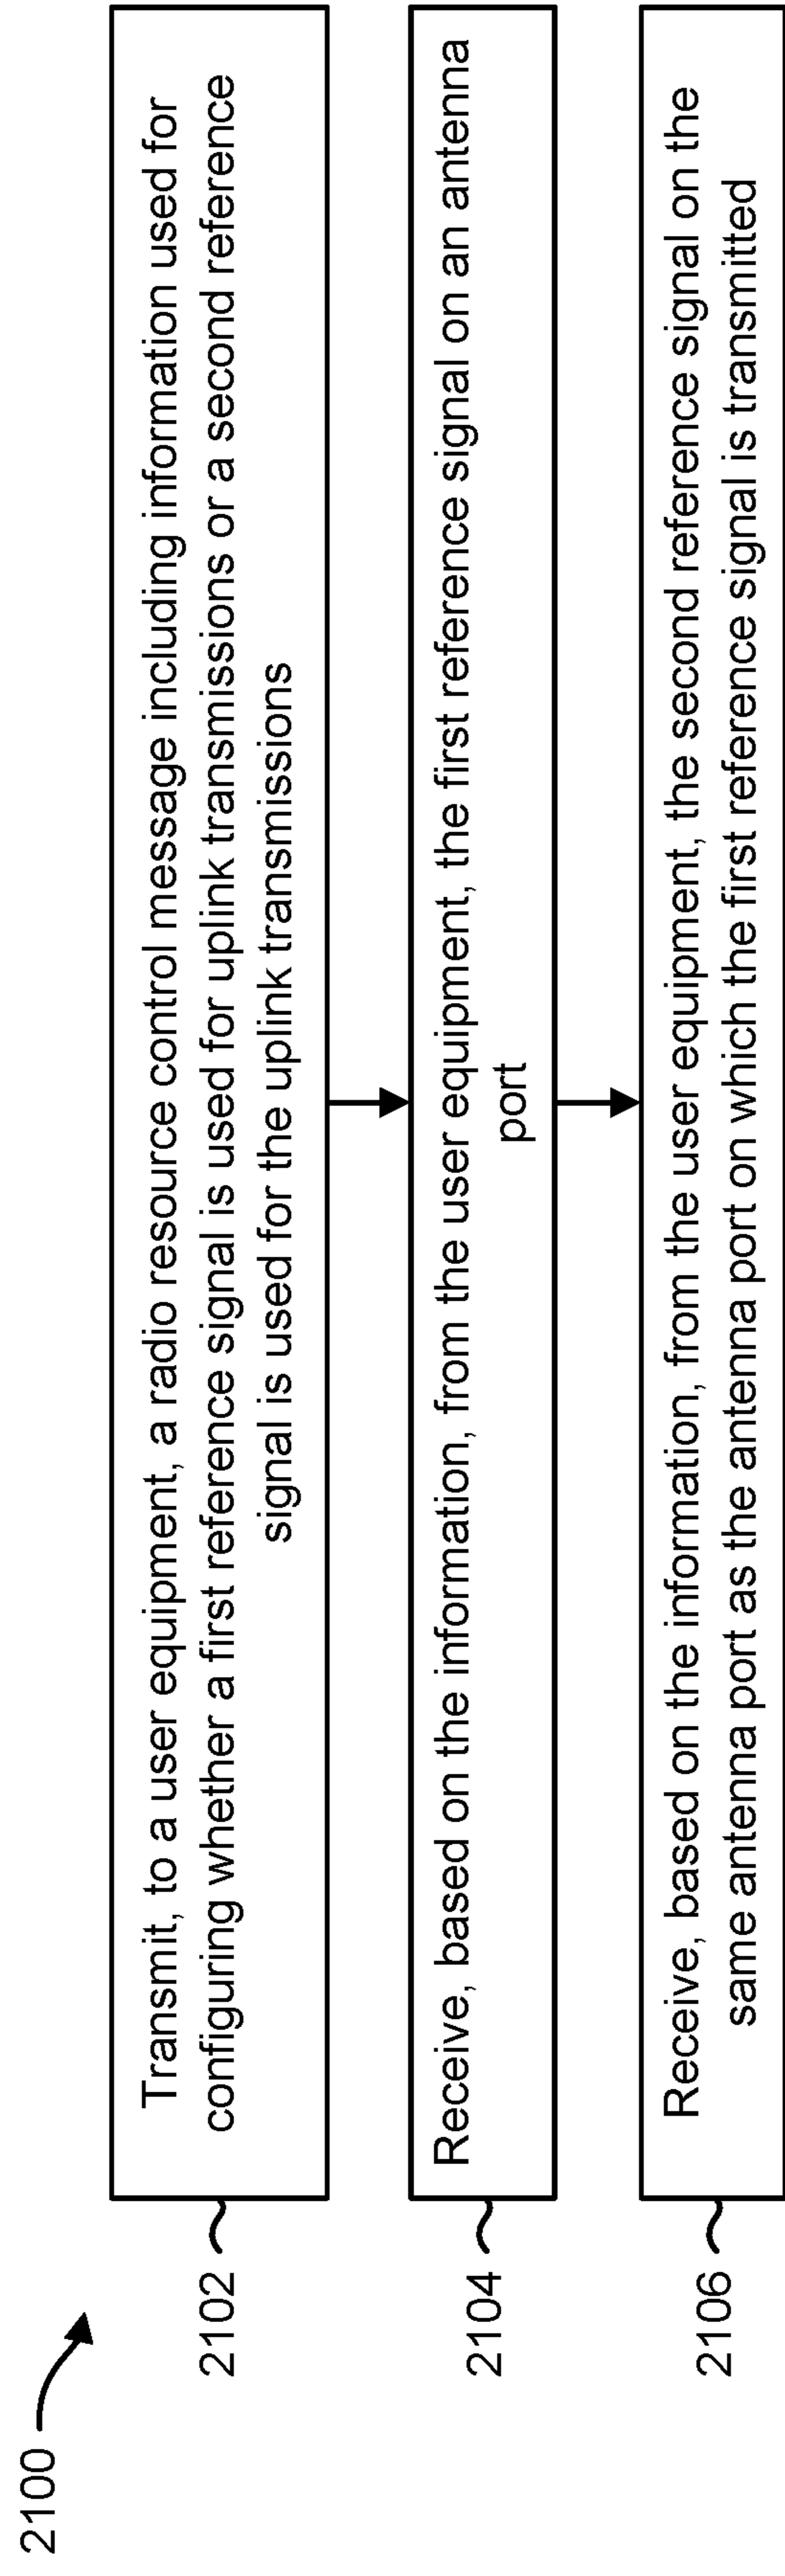 2100
2102
Transmit, to a user equipment, a radio resource control message including information used for
configuring whether a first reference signal is used for uplink transmissions or a second reference
signal is used for the uplink transmissions
2104
Receive, based on the information, from the user equipment, the first reference signal on an antenna
port
2106
Receive, based on the information, from the user equipment, the second reference signal on the
same antenna port as the antenna port on which the first reference signal is transmitted